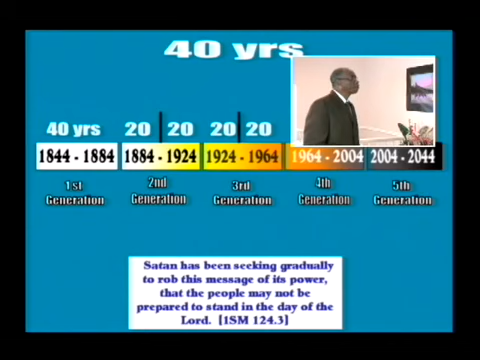 40 yrs
40 yrs 20 20 20 20
1844 - 1884 1884 - 1924 1924 - 1964 1964 - 2004 2004 - 2044
1st 2nd 3rd 4th 5th
Generation Generation Generation Generation Generation
Satan has been seeking gradually
to rob this message of its power,
that the people may not be
prepared to stand in the day of the
Lord. [1SM 124.3]